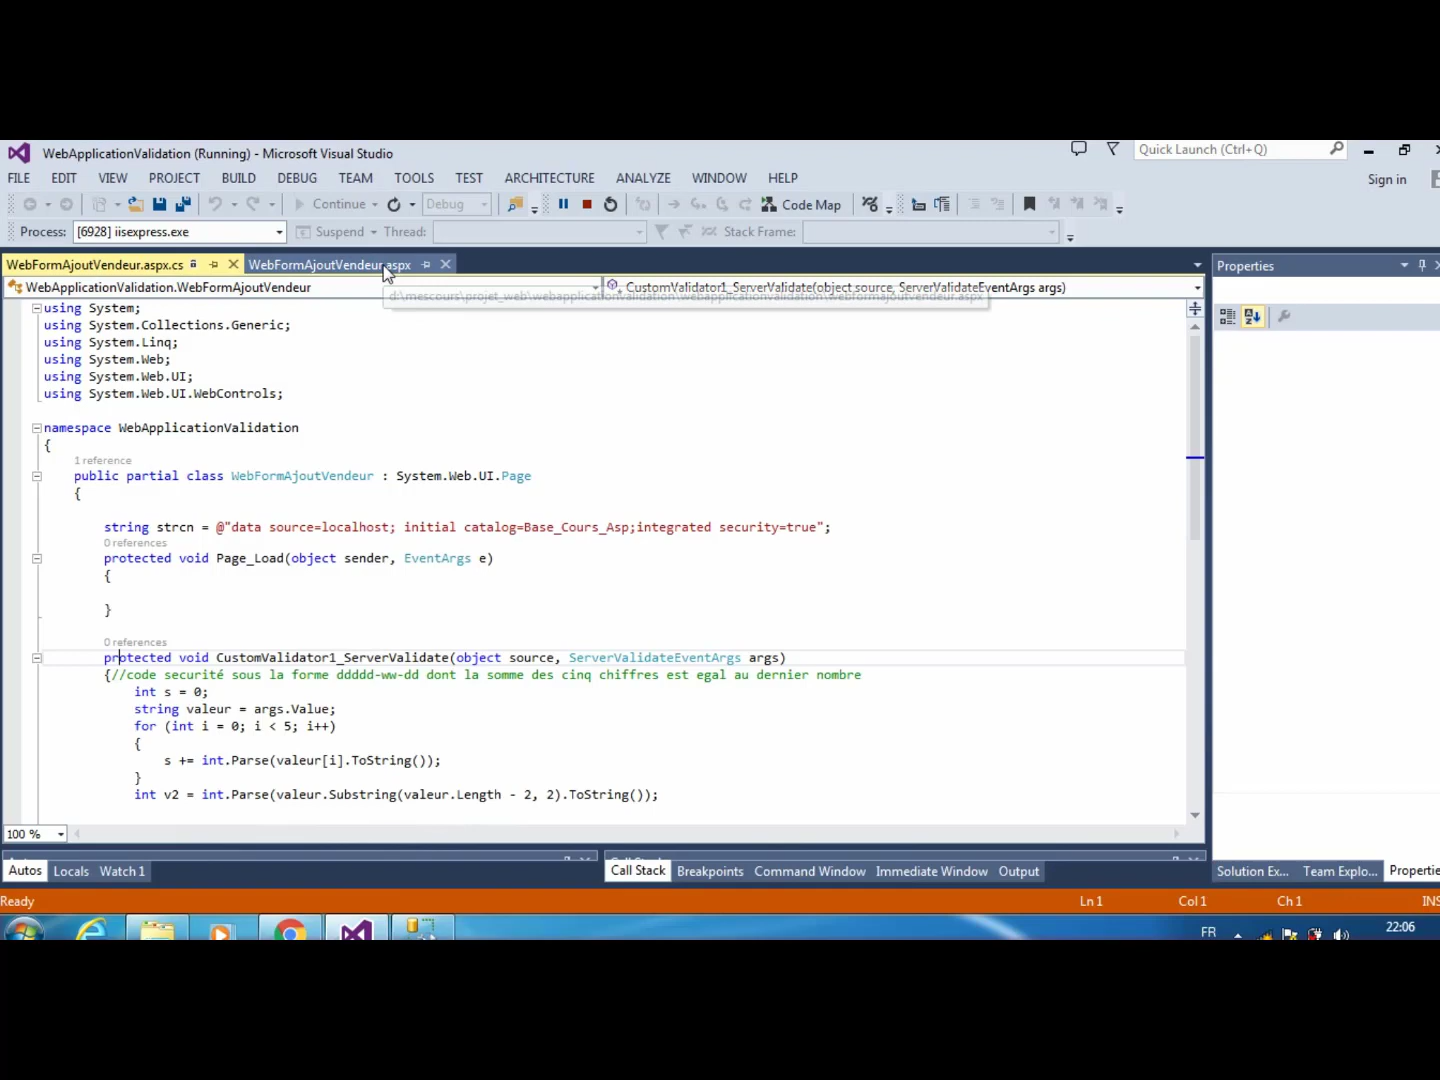 WebApplicationValidation (Running) - Microsoft Visual Studio
Quick Launch (Ctrl+Q)
FILE EDIT VIEW PROJECT BUILD DEBUG TEAM TOOLS TEST ARCHITECTURE ANALYZE WINDOW HELP
Sign in
Continue Debug Code Map
Process: [6928] iisexpress.exe Suspend Thread: Stack Frame:
WebFormAjoutVendeur.aspx.cs WebFormAjoutVendeur.aspx
Properties
WebApplicationValidation.WebFormAjoutVendeur CustomValidator1_ServerValidate(object source, ServerValidateEventArgs args)
d:\mescours\projet_web\webapplicationvalidation\webapplicationvalidation\webformajoutvendeur.aspx
using System;
using System.Collections.Generic;
using System.Linq;
using System.Web;
using System.Web.UI;
using System.Web.UI.WebControls;
namespace WebApplicationValidation
{
1 reference
public partial class WebFormAjoutVendeur : System.Web.UI.Page
{
string strcn = @"data source=localhost; initial catalog=Base_Cours_Asp;integrated security=true";
0 references
protected void Page_Load(object sender, EventArgs e)
{
}
0 references
protected void CustomValidator1_ServerValidate(object source, ServerValidateEventArgs args)
{//code securité sous la forme ddddd-ww-dd dont la somme des cinq chiffres est egal au dernier nombre
int s = 0;
string valeur = args.Value;
for (int i = 0; i < 5; i++)
{
s += int.Parse(valeur[i].ToString());
}
int v2 = int.Parse(valeur.Substring(valeur.Length - 2, 2).ToString());
100 %
Autos Locals Watch 1
Call Stack Breakpoints Command Window Immediate Window Output
Solution Ex... Team Explo... Propertie
Ready
Ln 1 Col 1 Ch 1 INS
FR 22:06